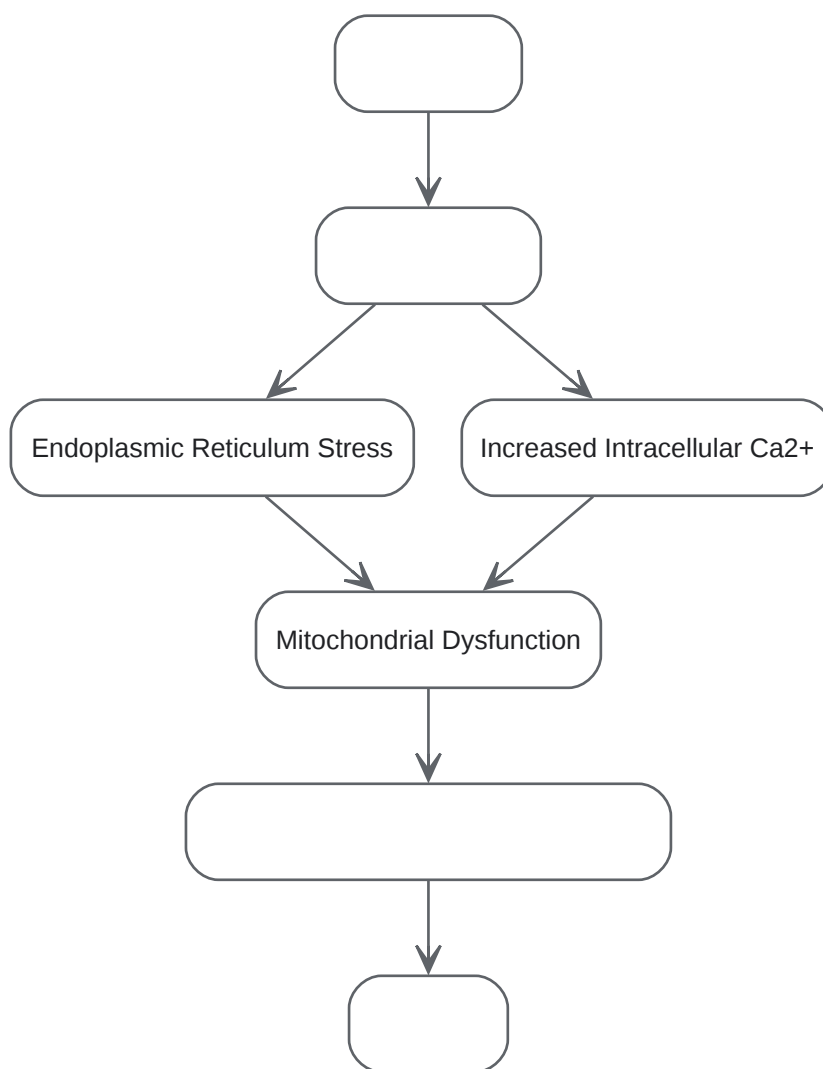 Endoplasmic Reticulum Stress
Increased Intracellular Ca2+
Mitochondrial Dysfunction